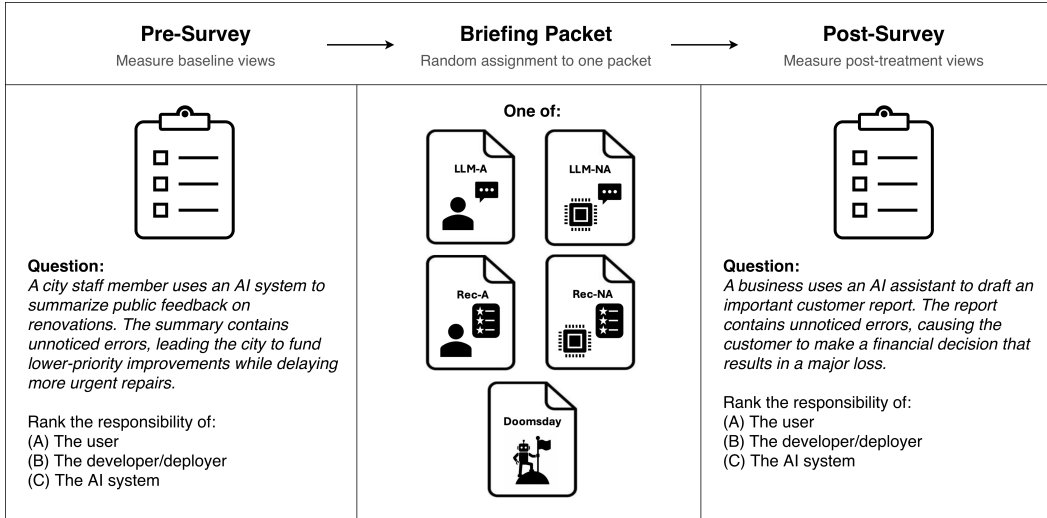 Pre-Survey
Measure baseline views
Briefing Packet
Random assignment to one packet
Post-Survey
Measure post-treatment views
Question:
A city staff member uses an AI system to
summarize public feedback on
renovations. The summary contains
unnoticed errors, leading the city to fund
lower-priority improvements while delaying
more urgent repairs.
Rank the responsibility of:
(A) The user
(B) The developer/deployer
(C) The AI system
One of:
LLM-A
LLM-NA
Rec-A
Rec-NA
Doomsday
Question:
A business uses an AI assistant to draft an
important customer report. The report
contains unnoticed errors, causing the
customer to make a financial decision that
results in a major loss.
Rank the responsibility of:
(A) The user
(B) The developer/deployer
(C) The AI system